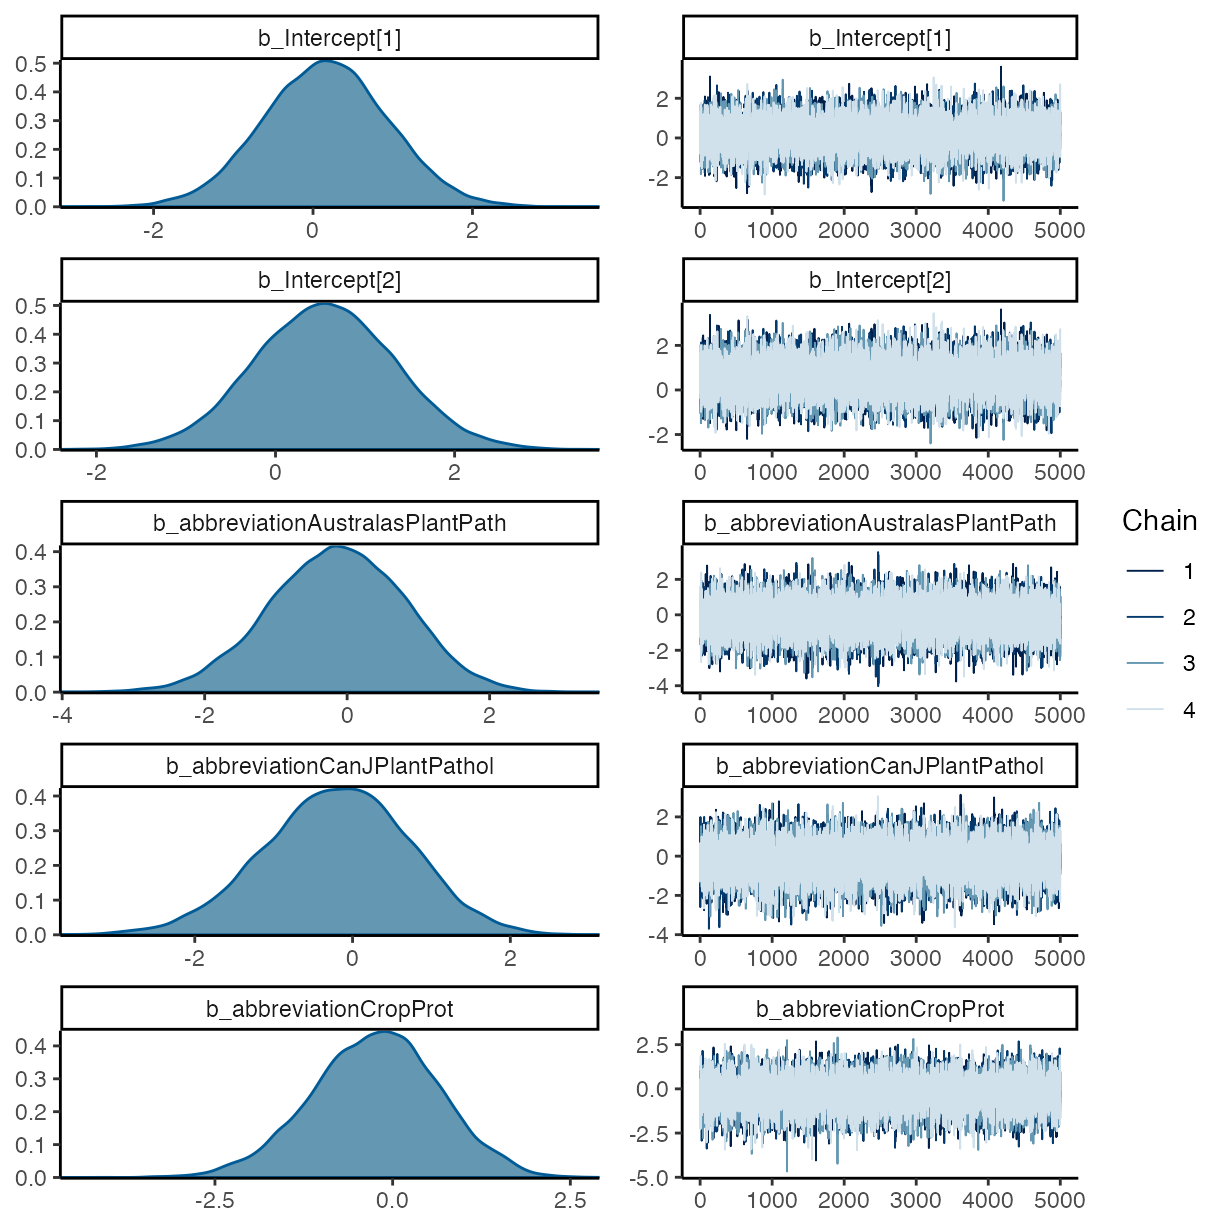 b_Intercept[1]
0.5
0.4
0.3
0.2
0.1
0.0
-2 0 2
b_Intercept[1]
2
0
-2
0 1000 2000 3000 4000 5000
b_Intercept[2]
0.5
0.4
0.3
0.2
0.1
0.0
-2 0 2
b_Intercept[2]
2
0
-2
0 1000 2000 3000 4000 5000
b_abbreviationAustralasPlantPath
0.4
0.3
0.2
0.1
0.0
-4 -2 0 2
b_abbreviationAustralasPlantPath
2
0
-2
-4
0 1000 2000 3000 4000 5000
b_abbreviationCanJPlantPathol
0.4
0.3
0.2
0.1
0.0
-2 0 2
b_abbreviationCanJPlantPathol
2
0
-2
-4
0 1000 2000 3000 4000 5000
b_abbreviationCropProt
0.4
0.3
0.2
0.1
0.0
-2.5 0.0 2.5
b_abbreviationCropProt
2.5
0.0
-2.5
-5.0
0 1000 2000 3000 4000 5000
Chain
1
2
3
4